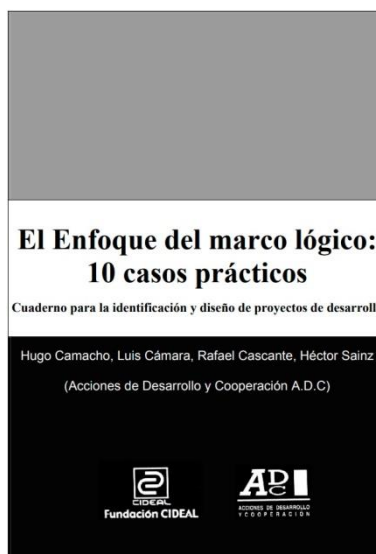 El Enfoque del marco lógico:
10 casos prácticos
Cuaderno para la identificación y diseño de proyectos de desarroll
Hugo Camacho, Luis Cámara, Rafael Cascante, Héctor Sainz
(Acciones de Desarrollo y Cooperación A.D.C)
CIDEAL
Fundación CIDEAL
ADC
ACCIONES DE DESARROLLO
Y COOPERACIÓN